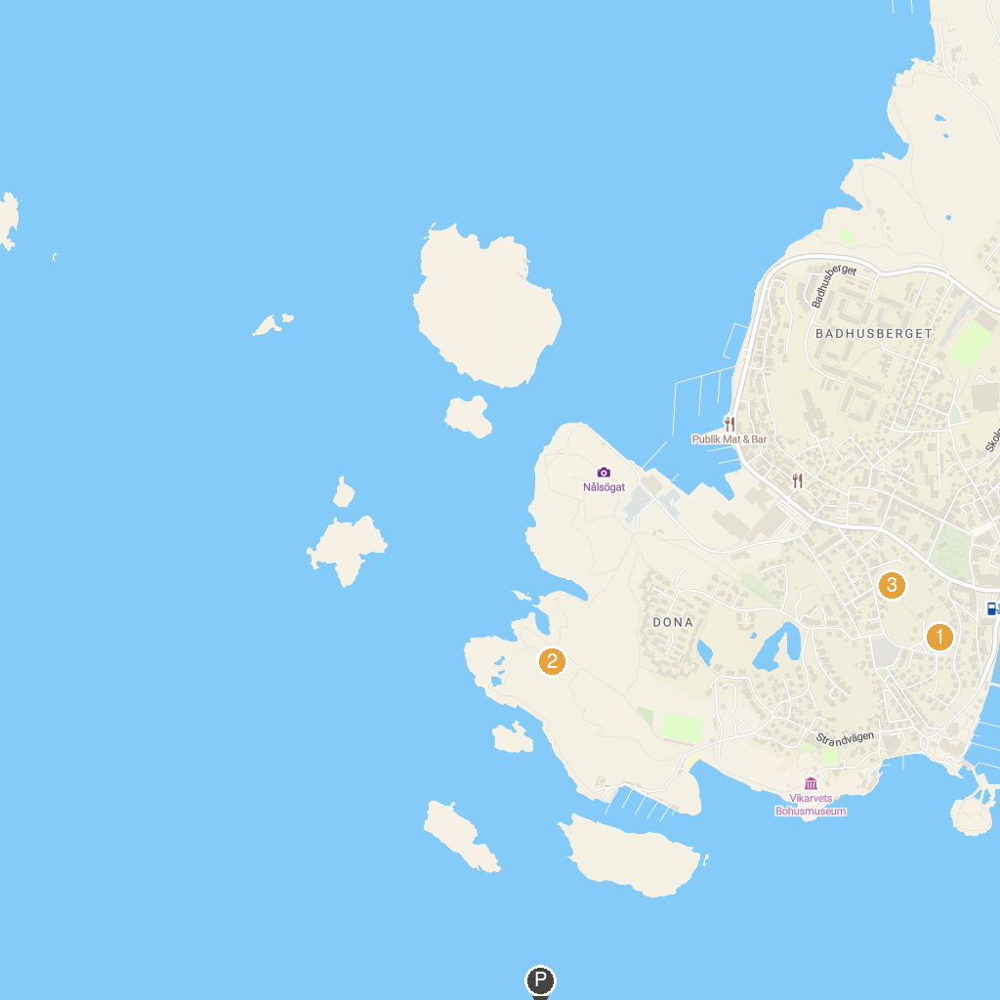 Badhusberget
BADHUSBERGET
Publik Mat & Bar
Nålsögat
3
DONA
1
2
Strandvägen
Vikarvets
Bohusmuseum
P